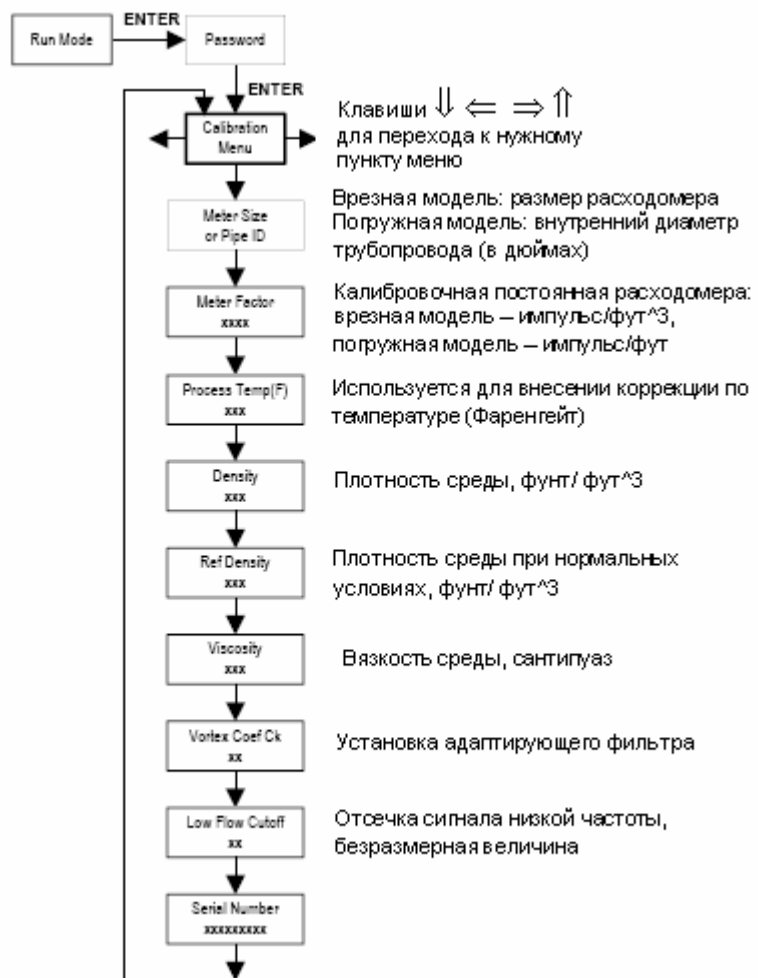 ENTER
Run Mode
Password
ENTER
Calibration
Menu
Клавиши ⇓ ⇐ ⇒ ⇑
для перехода к нужному
пункту меню
Meter Size
or Pipe ID
Врезная модель: размер расходомера
Погружная модель: внутренний диаметр
трубопровода (в дюймах)
Meter Factor
xxxx
Калибровочная постоянная расходомера:
врезная модель – импульс/фут^3,
погружная модель – импульс/фут
Process Temp(F)
xxx
Используется для внесении коррекции по
температуре (Фаренгейт)
Density
xxx
Плотность среды, фунт/ фут^3
Ref Density
xxx
Плотность среды при нормальных
условиях, фунт/ фут^3
Viscosity
xxx
Вязкость среды, сантипуаз
Vortex Coef Ck
xx
Установка адаптирующего фильтра
Low Flow Cutoff
xx
Отсечка сигнала низкой частоты,
безразмерная величина
Serial Number
xxxxxxxxx